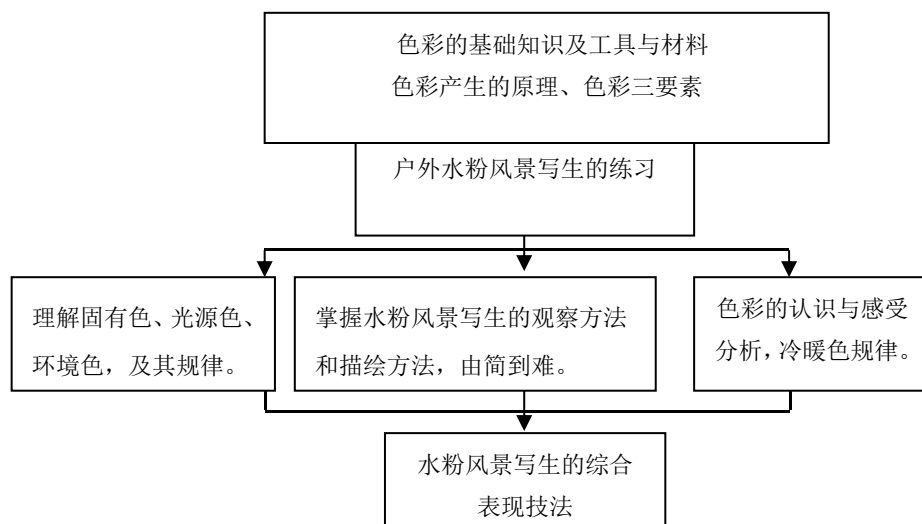 色彩的基础知识及工具与材料
色彩产生的原理、色彩三要素
户外水粉风景写生的练习
理解固有色、光源色、
环境色，及其规律。
掌握水粉风景写生的观察方法
和描绘方法，由简到难。
色彩的认识与感受
分析，冷暖色规律。
水粉风景写生的综合
表现技法